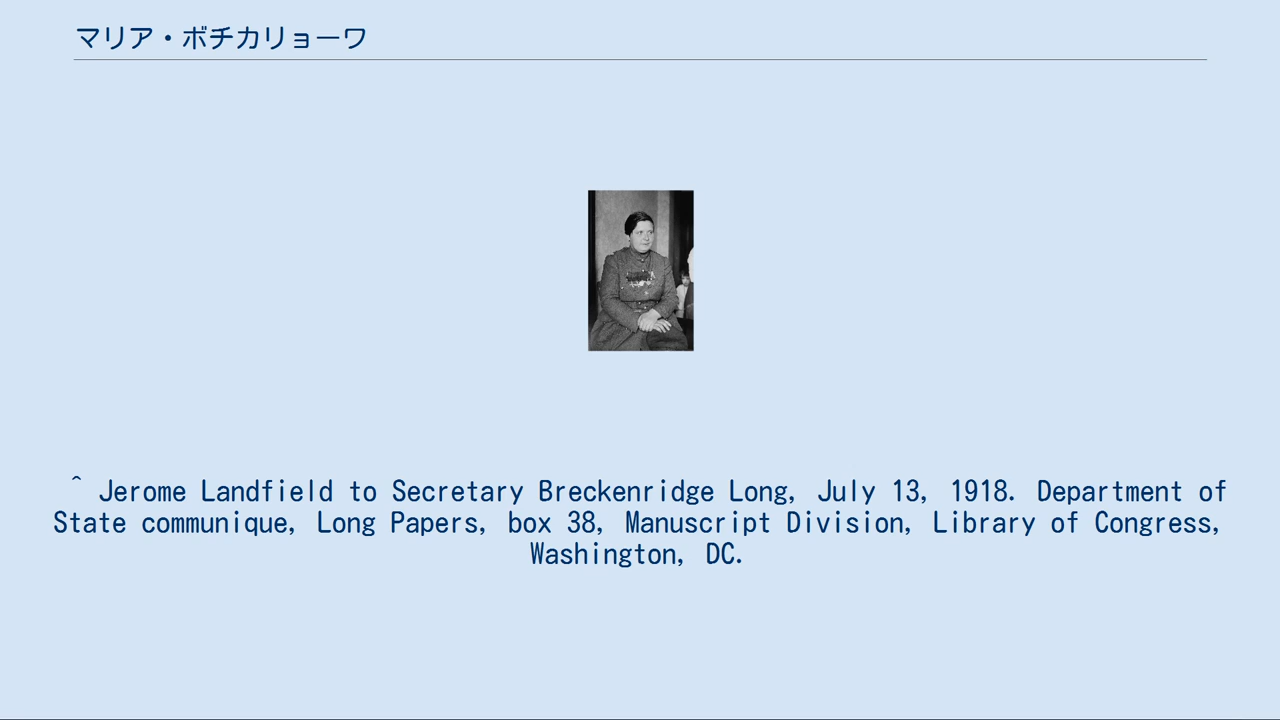 マリア・ボチカリョーワ
^ Jerome Landfield to Secretary Breckenridge Long, July 13, 1918. Department of
State communique, Long Papers, box 38, Manuscript Division, Library of Congress,
Washington, DC.